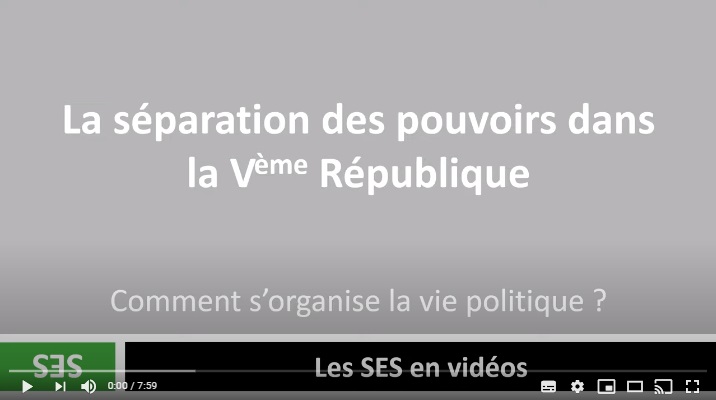 La séparation des pouvoirs dans
la Vème République
Comment s'organise la vie politique ?
SES
Les SES en vidéos
0:00 / 7:59